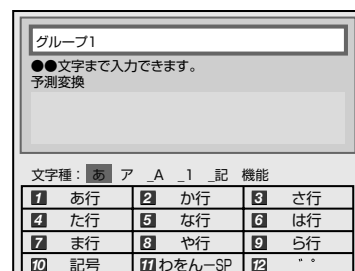 グループ1
●●文字まで入力できます。
予測変換
文字種： あ ア _A _1 _記 機能
1 あ行 2 か行 3 さ行
4 た行 5 な行 6 は行
7 ま行 8 や行 9 ら行
10 記号 11 わをん-SP 12 ゛゜